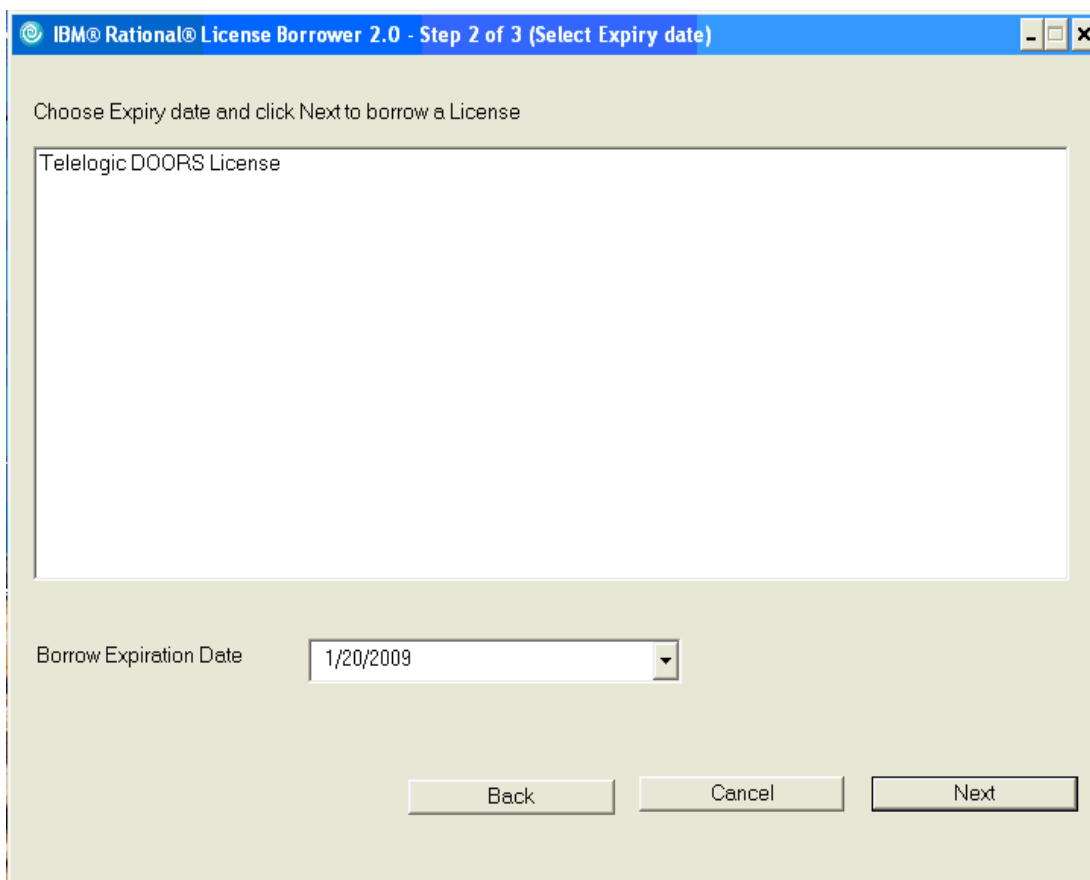 IBM® Rational® License Borrower 2.0 - Step 2 of 3 (Select Expiry date)
Choose Expiry date and click Next to borrow a License
Telelogic DOORS License
Borrow Expiration Date
1/20/2009
Back
Cancel
Next